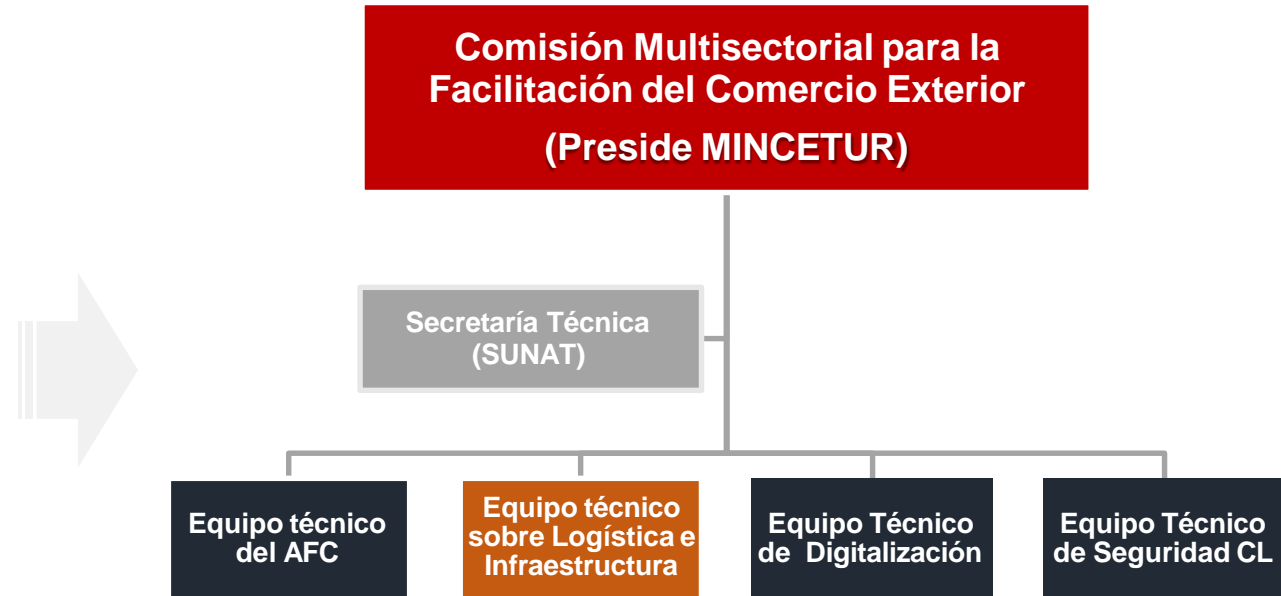 Comisión Multisectorial para la
Facilitación del Comercio Exterior
(Preside MINCETUR)
Secretaría Técnica
(SUNAT)
Equipo técnico
del AFC
Equipo técnico
sobre Logística e
Infraestructura
Equipo Técnico
de Digitalización
Equipo Técnico
de Seguridad CL